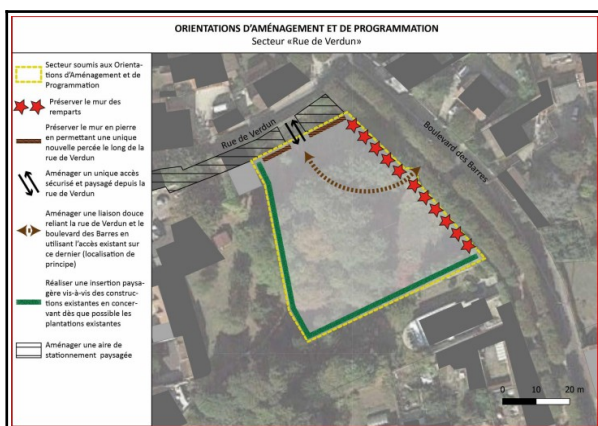 ORIENTATIONS D'AMÉNAGEMENT ET DE PROGRAMMATION
Secteur «Rue de Verdun»
Secteur soumis aux Orienta-
tions d'Aménagement et de
Programmation
Préserver le mur des
remparts
Préserver le mur en pierre
en permettant une unique
nouvelle percée le long de la
rue de Verdun
Aménager un unique accès
sécurisé et paysagé depuis la
rue de Verdun
Aménager une liaison douce
reliant la rue de Verdun et le
boulevard des Barres en
utilisant l'accès existant sur
ce dernier (localisation de
principe)
Réaliser une insertion paysa-
gère vis-à-vis des construc-
tions existantes en concer-
vant dès que possible les
plantations existantes
Aménager une aire de
stationnement paysagée
Rue de Verdun
Boulevard des Barres
0 10 20 m